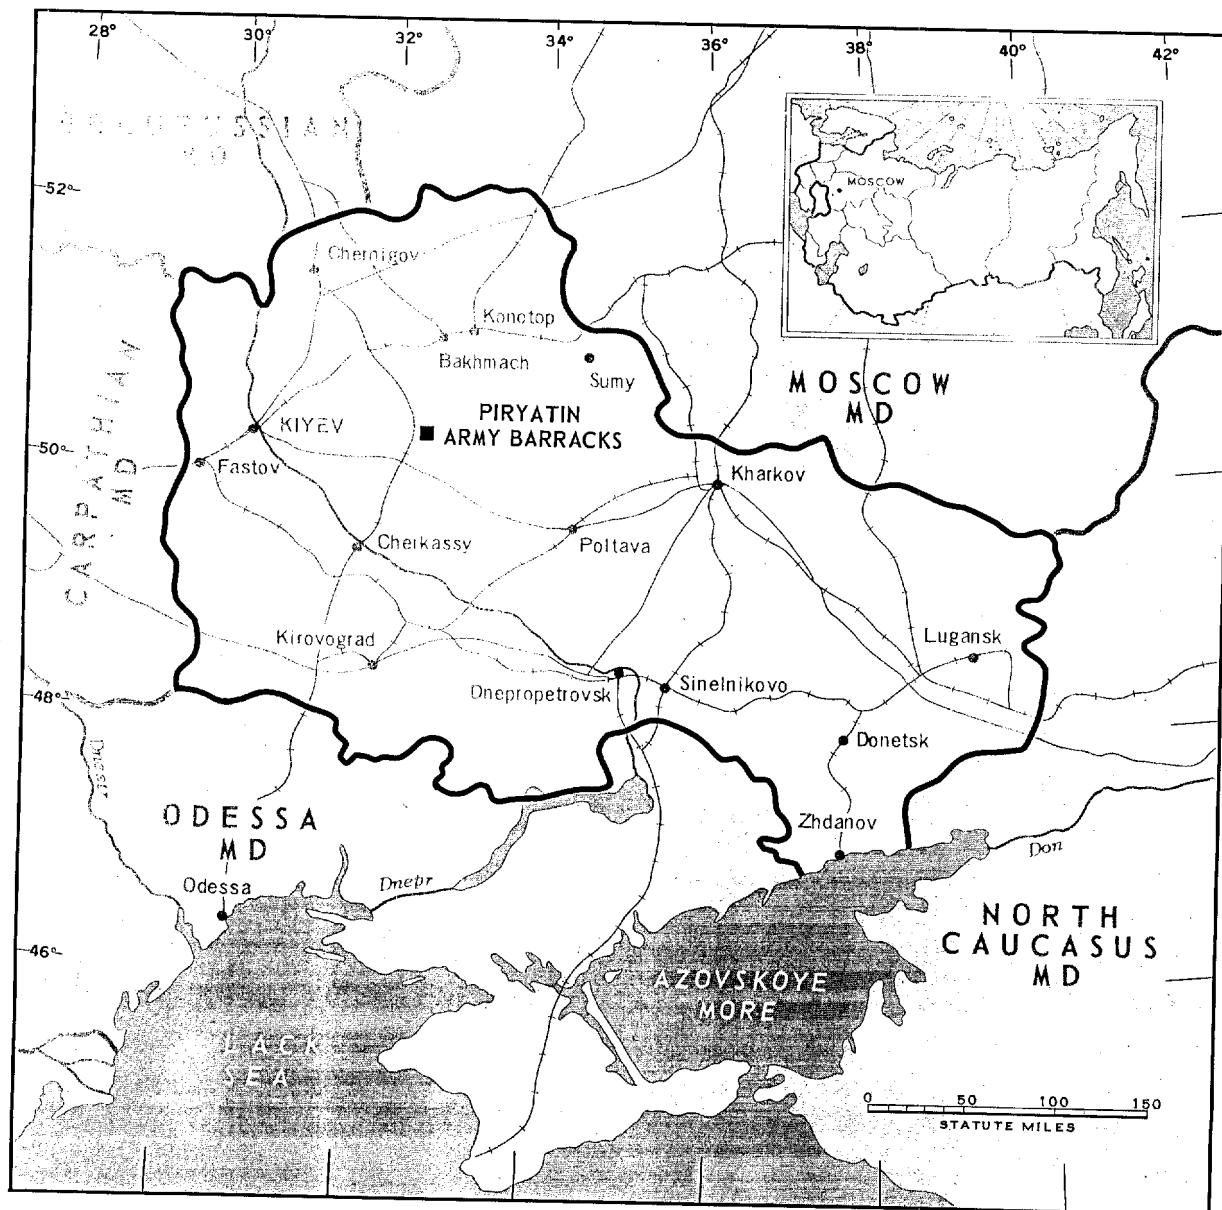 28°
30°
32°
34°
36°
38°
40°
42°
MD
MOSCOW
52°
Chernigov
Konotop
Bakhmach
Sumy
MOSCOW
MD
PIRYATIN
ARMY BARRACKS
KIYEV
50°
Fastov
CARPATHIAN
MD
Kharkov
Cherkassy
Poltava
Kirovograd
Lugansk
Dnepropetrovsk
Sinelnikovo
48°
Donetsk
ODESSA
MD
Zhdanov
Don
Odessa
Dnepr
NORTH
CAUCASUS
MD
46°
AZOVSKOYE
MORE
LACK
SEA
0 50 100 150
STATUTE MILES